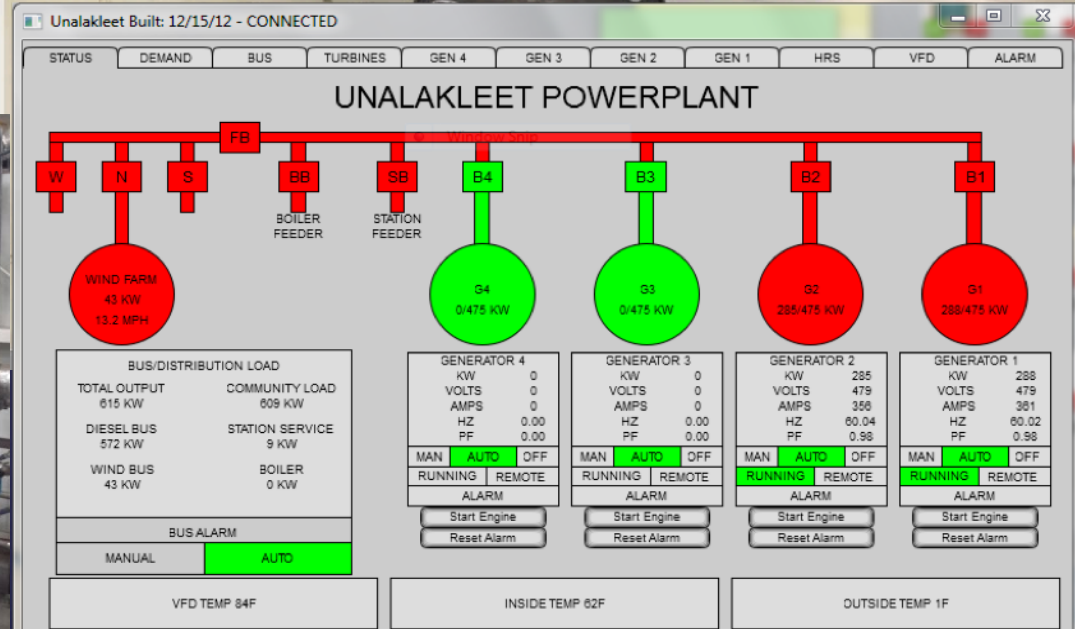 Unalakleet Built: 12/15/12 - CONNECTED
STATUS DEMAND BUS TURBINES GEN 4 GEN 3 GEN 2 GEN 1 HRS VFD ALARM
UNALAKLEET POWERPLANT
Window Snip
FB
W N S BB SB B4 B3 B2 B1
BOILER FEEDER
STATION FEEDER
WIND FARM
43 KW
13.2 MPH
G4
0/475 KW
G3
0/475 KW
G2
285/475 KW
G1
288/475 KW
BUS/DISTRIBUTION LOAD
TOTAL OUTPUT COMMUNITY LOAD
615 KW 609 KW
DIESEL BUS STATION SERVICE
572 KW 9 KW
WIND BUS BOILER
43 KW 0 KW
BUS ALARM
MANUAL AUTO
GENERATOR 4
KW 0
VOLTS 0
AMPS 0
HZ 0.00
PF 0.00
MAN AUTO OFF
RUNNING REMOTE
ALARM
Start Engine
Reset Alarm
GENERATOR 3
KW 0
VOLTS 0
AMPS 0
HZ 0.00
PF 0.00
MAN AUTO OFF
RUNNING REMOTE
ALARM
Start Engine
Reset Alarm
GENERATOR 2
KW 285
VOLTS 479
AMPS 356
HZ 60.04
PF 0.98
MAN AUTO OFF
RUNNING REMOTE
ALARM
Start Engine
Reset Alarm
GENERATOR 1
KW 288
VOLTS 479
AMPS 361
HZ 60.02
PF 0.98
MAN AUTO OFF
RUNNING REMOTE
ALARM
Start Engine
Reset Alarm
VFD TEMP 84F INSIDE TEMP 62F OUTSIDE TEMP 1F